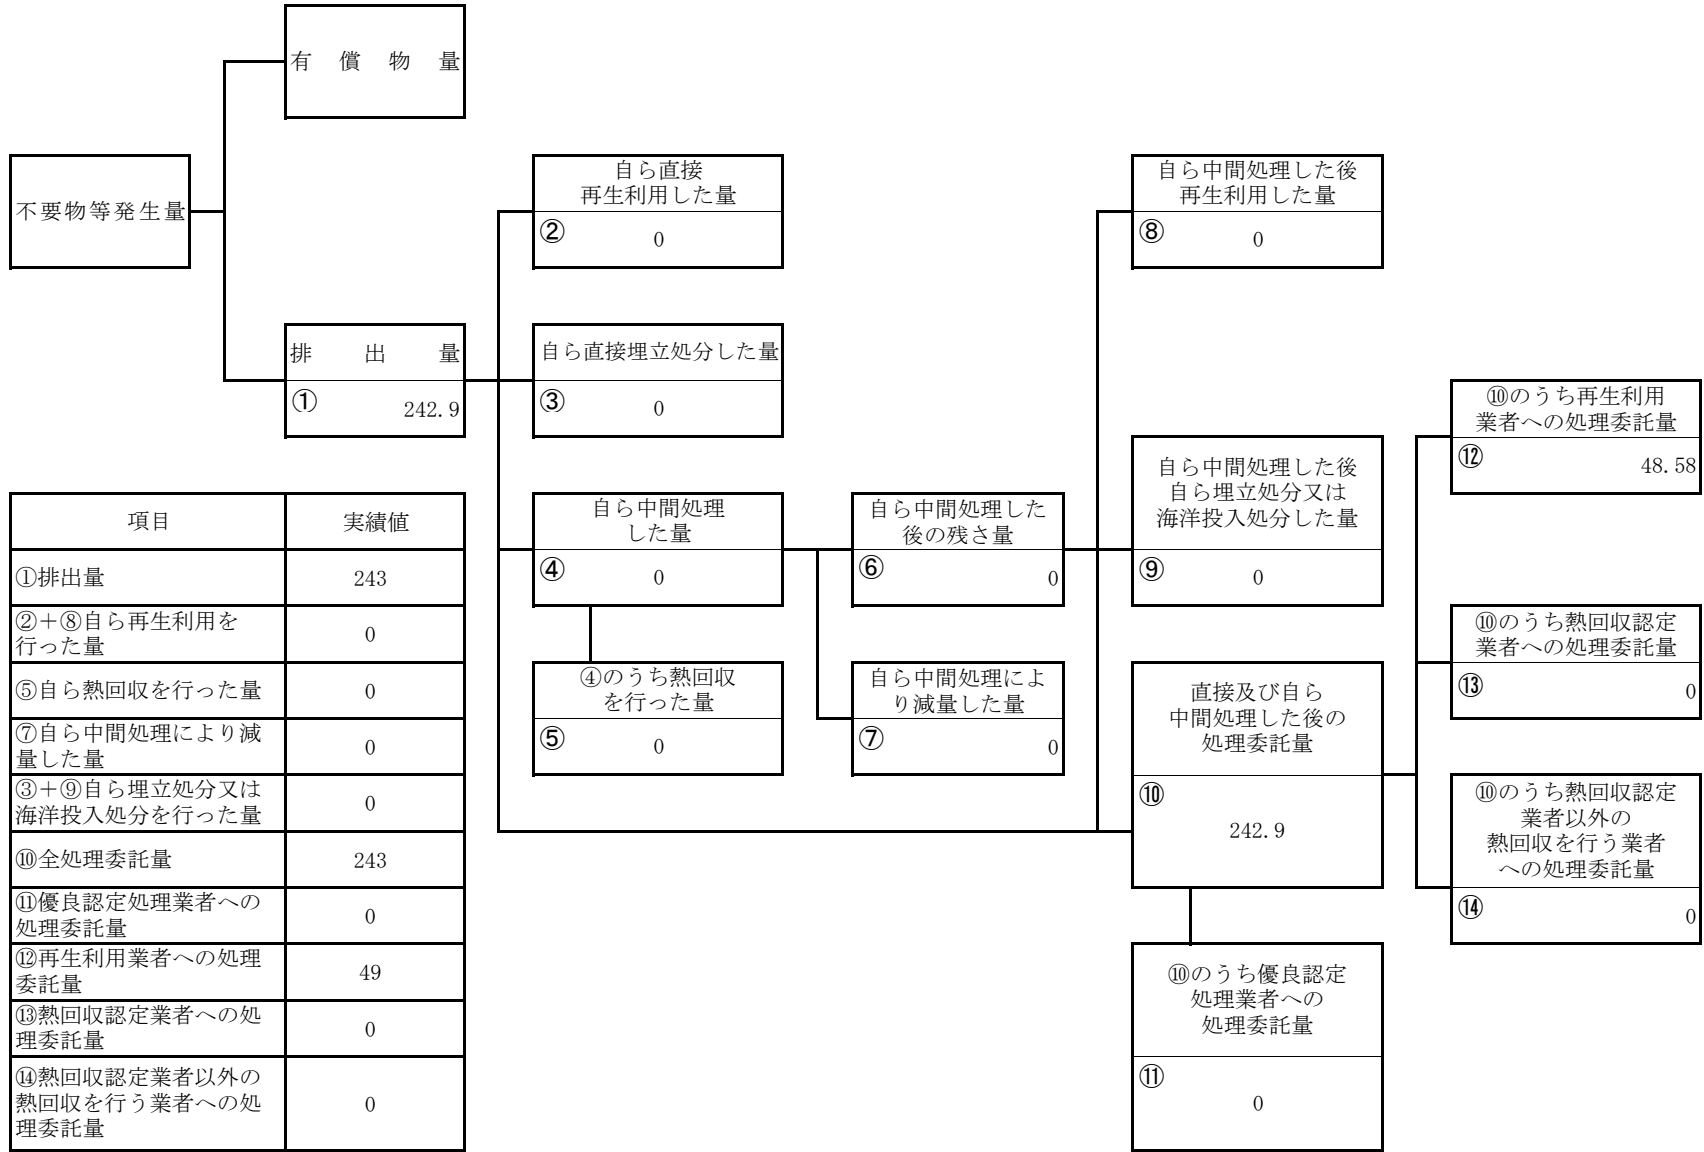 有償物量
不要物等発生量
排出量
①
242.9
自ら直接
再生利用した量
②
0
自ら直接埋立処分した量
③
0
自ら中間処理
した量
④
0
④のうち熱回収
を行った量
⑤
0
自ら中間処理した
後の残さ量
⑥
0
自ら中間処理によ
り減量した量
⑦
0
自ら中間処理した後
再生利用した量
⑧
0
自ら中間処理した後
自ら埋立処分又は
海洋投入処分した量
⑨
0
直接及び自ら
中間処理した後の
処理委託量
⑩
242.9
⑩のうち優良認定
処理業者への
処理委託量
⑪
0
⑩のうち再生利用
業者への処理委託量
⑫
48.58
⑩のうち熱回収認定
業者への処理委託量
⑬
0
⑩のうち熱回収認定
業者以外の
熱回収を行う業者
への処理委託量
⑭
0
項目 実績値
①排出量 243
②＋⑧自ら再生利用を
行った量
0
⑤自ら熱回収を行った量 0
⑦自ら中間処理により減
量した量
0
③＋⑨自ら埋立処分又は
海洋投入処分を行った量
0
⑩全処理委託量 243
⑪優良認定処理業者への
処理委託量
0
⑫再生利用業者への処理
委託量
49
⑬熱回収認定業者への処
理委託量
0
⑭熱回収認定業者以外の
熱回収を行う業者への処
理委託量
0